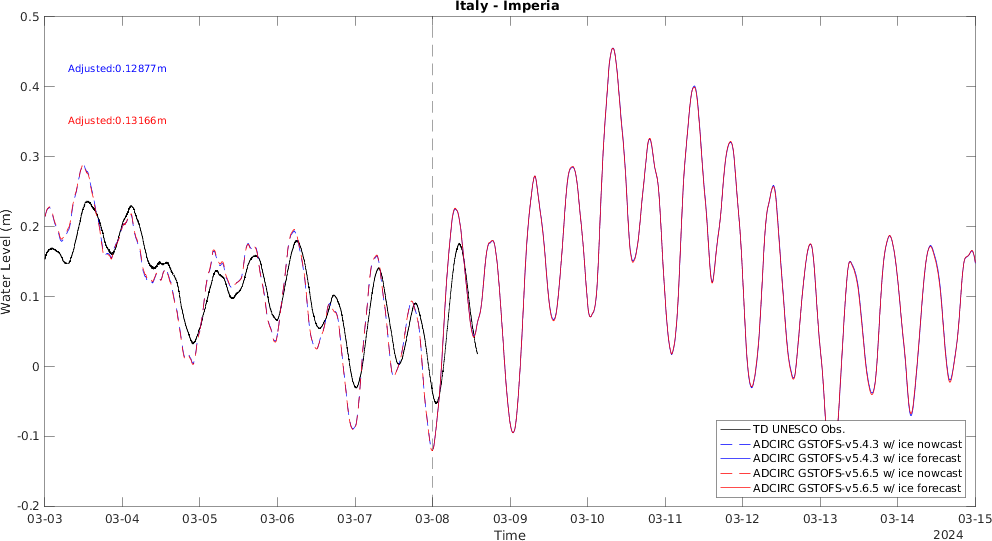 Italy - Imperia
Adjusted:0.12877m
Adjusted:0.13166m
Water Level (m)
0.5
0.4
0.3
0.2
0.1
0
-0.1
-0.2
03-03 03-04 03-05 03-06 03-07 03-08 03-09 03-10 03-11 03-12 03-13 03-14 03-15
Time
2024
TD UNESCO Obs.
ADCIRC GSTOFS-v5.4.3 w/ ice nowcast
ADCIRC GSTOFS-v5.4.3 w/ ice forecast
ADCIRC GSTOFS-v5.6.5 w/ ice nowcast
ADCIRC GSTOFS-v5.6.5 w/ ice forecast